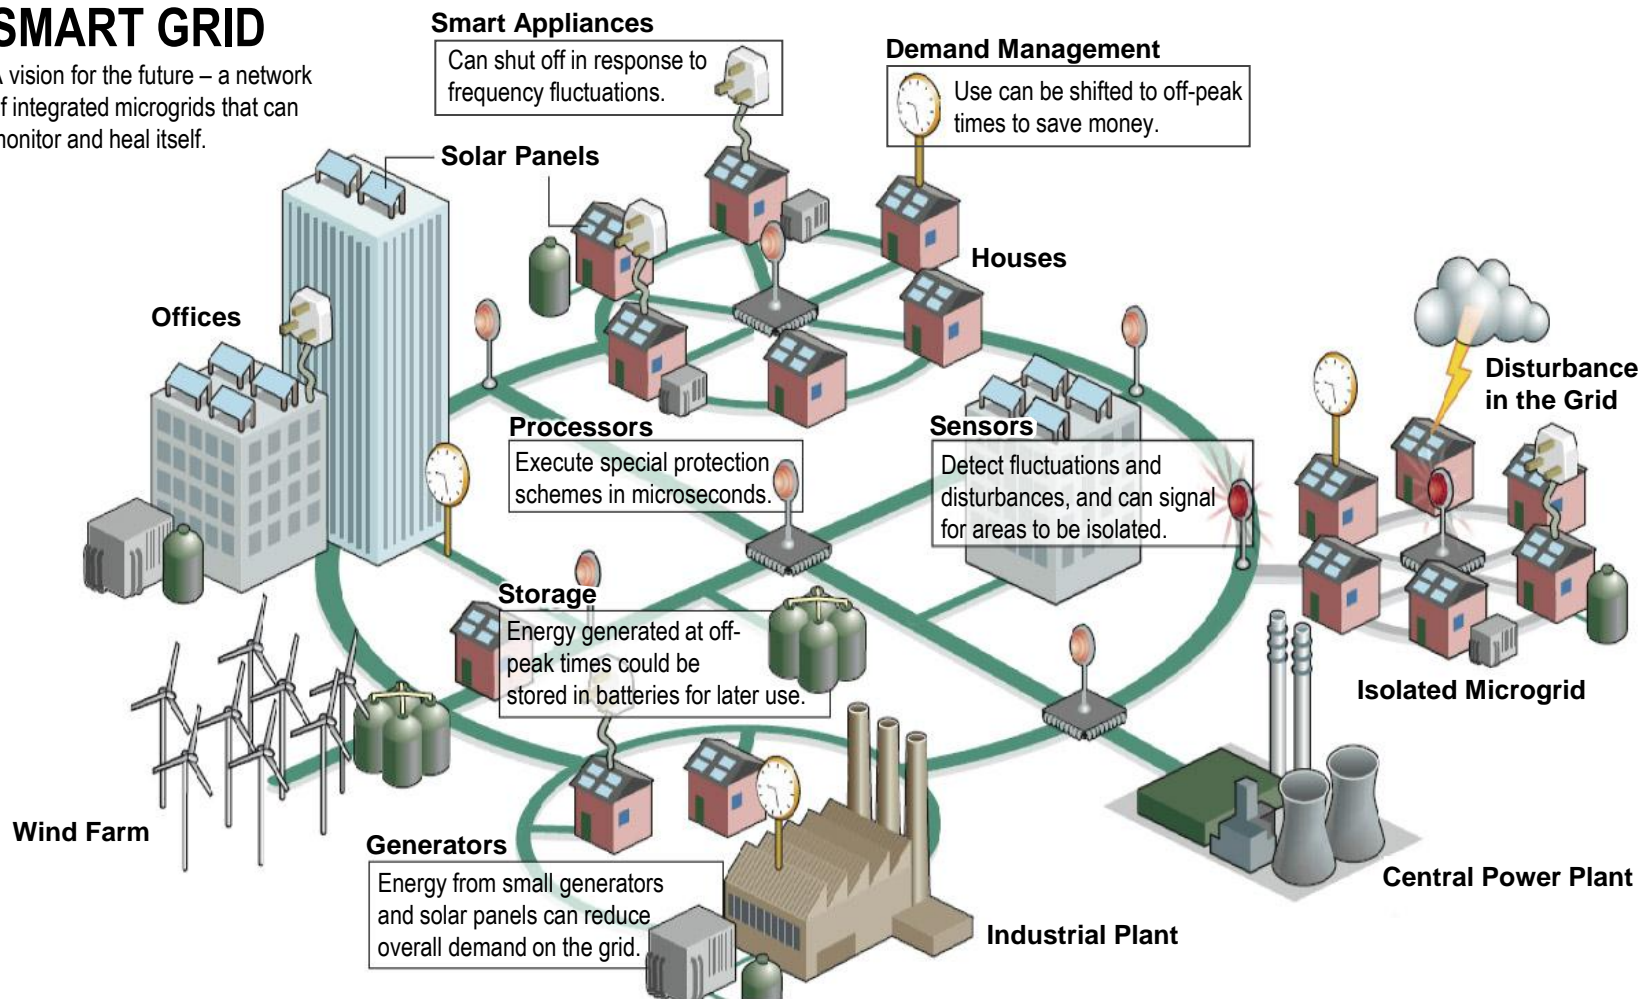 SMART GRID
A vision for the future – a network
of integrated microgrids that can
monitor and heal itself.
Smart Appliances
Can shut off in response to
frequency fluctuations.
Demand Management
Use can be shifted to off-peak
times to save money.
Solar Panels
Houses
Offices
Disturbance
in the Grid
Processors
Execute special protection
schemes in microseconds.
Sensors
Detect fluctuations and
disturbances, and can signal
for areas to be isolated.
Storage
Energy generated at off-
peak times could be
stored in batteries for later use.
Isolated Microgrid
Wind Farm
Generators
Energy from small generators
and solar panels can reduce
overall demand on the grid.
Central Power Plant
Industrial Plant